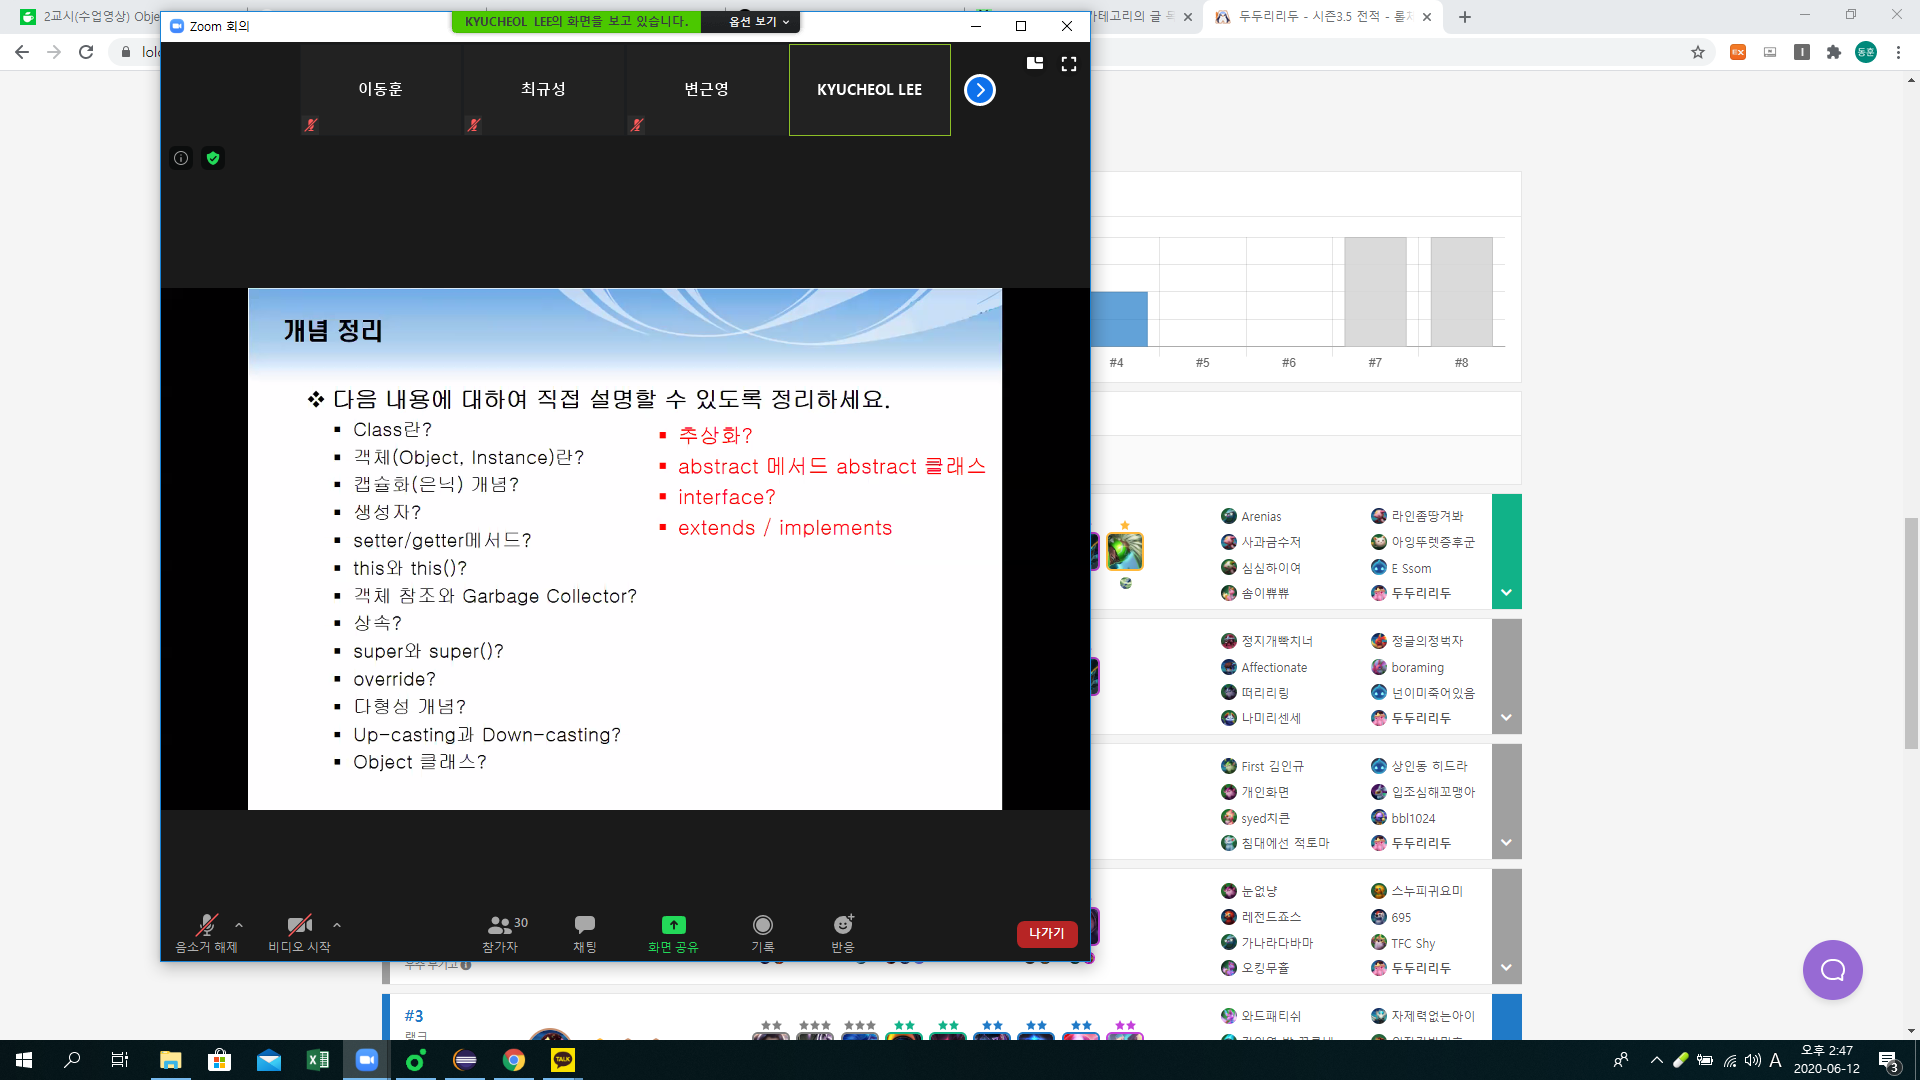 2교시(수업영상) Obje
카테고리의 글 목
두두리리두 - 시즌3.5 전적 - 롤체
lolc
동훈
Zoom 회의
KYUCHEOL LEE의 화면을 보고 있습니다.
옵션 보기
이동훈
최규성
변근영
KYUCHEOL LEE
개념 정리
다음 내용에 대하여 직접 설명할 수 있도록 정리하세요.
Class란?
객체(Object, Instance)란?
캡슐화(은닉) 개념?
생성자?
setter/getter메서드?
this와 this()?
객체 참조와 Garbage Collector?
상속?
super와 super()?
override?
다형성 개념?
Up-casting과 Down-casting?
Object 클래스?
추상화?
abstract 메서드 abstract 클래스
interface?
extends / implements
음소거 해제
비디오 시작
30
참가자
채팅
화면 공유
기록
반응
나가기
#4 #5 #6 #7 #8
Arenias 라인좀땅겨봐
사과금수저 아잉뚜렛증후군
심심하이여 E Ssom
솜이쀼쀼 두두리리두
정지개빡치너 정글의정벅자
Affectionate boraming
떠리리링 넌이미죽어있음
나미리센세 두두리리두
First 김인규 상인동 히드라
개인화면 입조심해꼬맹아
syed치큰 bbl1024
침대에선 적토마 두두리리두
눈없냥 스누피귀요미
레전드죠스 695
가나라다바마 TFC Shy
오킹무휼 두두리리두
#3
랭크
와드패티쉬 자제력없는아이
TALK
A
오후 2:47
2020-06-12
3